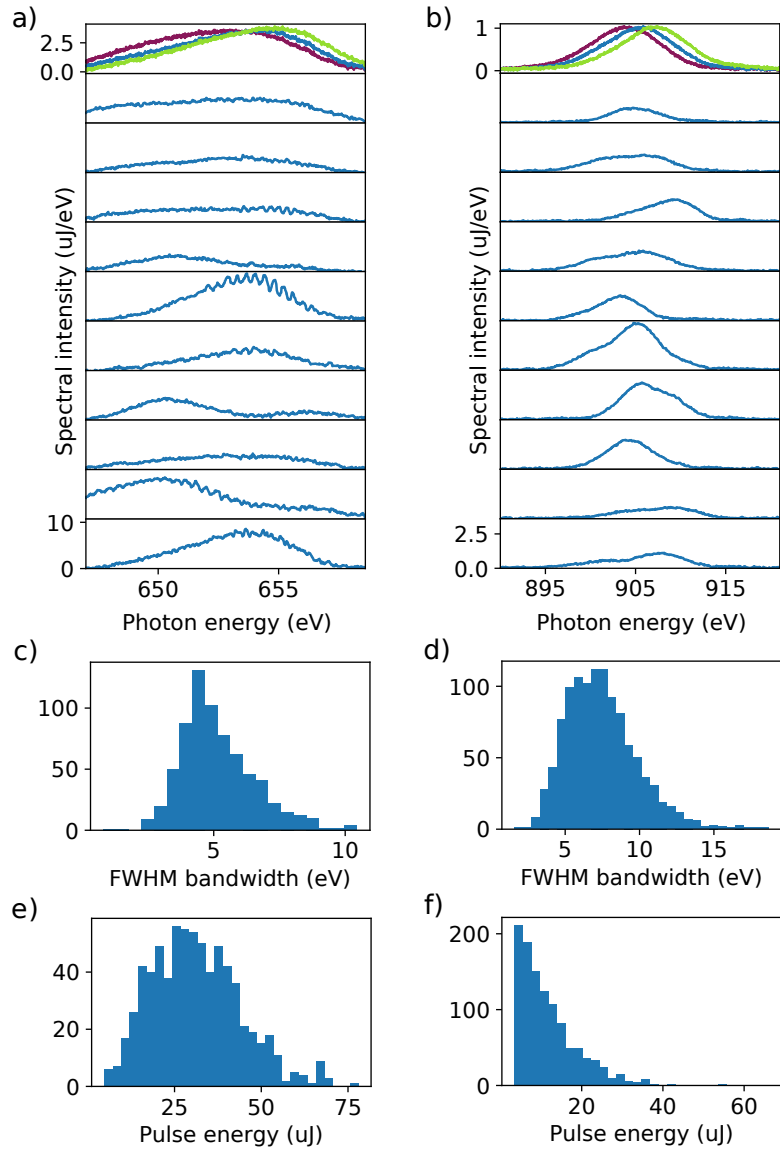 a)
2.5
0.0
Spectral intensity (uJ/eV)
10
0
650
655
Photon energy (eV)
b)
1
0
Spectral intensity (uJ/eV)
2.5
0.0
895
905
915
Photon energy (eV)
c)
100
50
0
5
10
FWHM bandwidth (eV)
d)
100
50
0
5
10
15
FWHM bandwidth (eV)
e)
40
20
0
25
50
75
Pulse energy (uJ)
f)
200
100
0
20
40
60
Pulse energy (uJ)